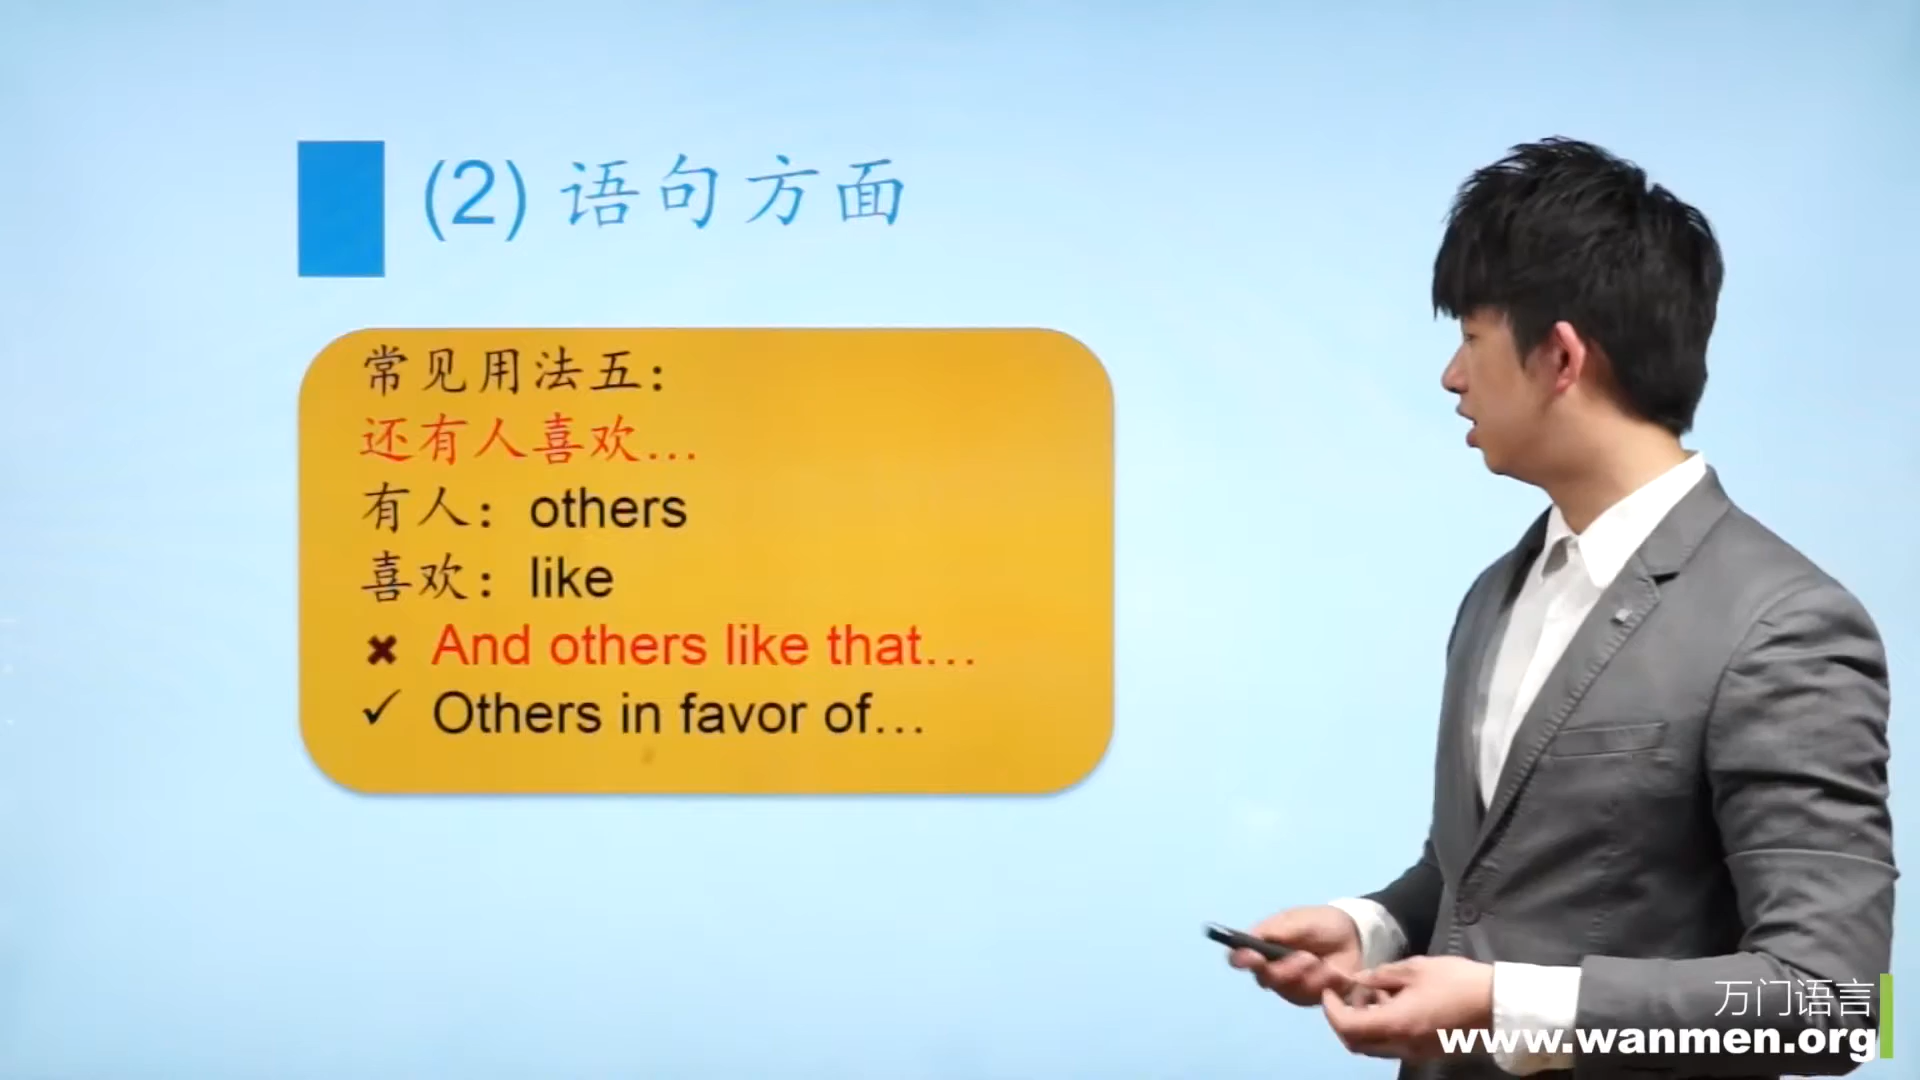 (2) 语句方面
常见用法五：
还有人喜欢…
有人：others
喜欢：like
✖ And others like that…
✓ Others in favor of…
万门语言
www.wanmen.org